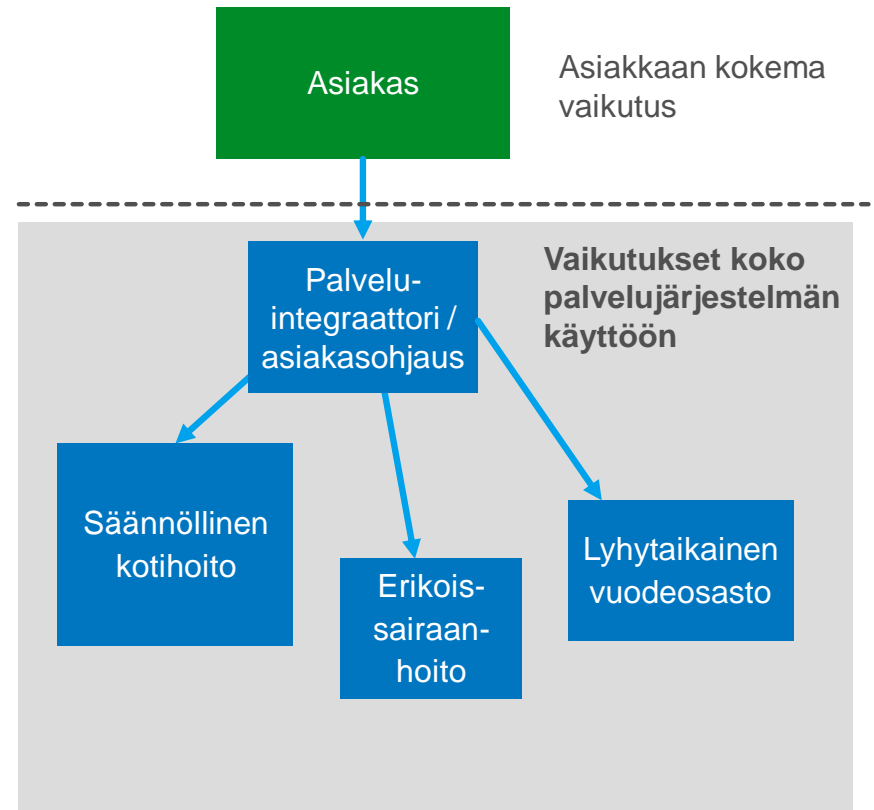 Asiakas
Asiakkaan kokema
vaikutus
Palvelu-
integraattori /
asiakasohjaus
Vaikutukset koko
palvelujärjestelmän
käyttöön
Säännöllinen
kotihoito
Erikois-
sairaan-
hoito
Lyhytaikainen
vuodeosasto